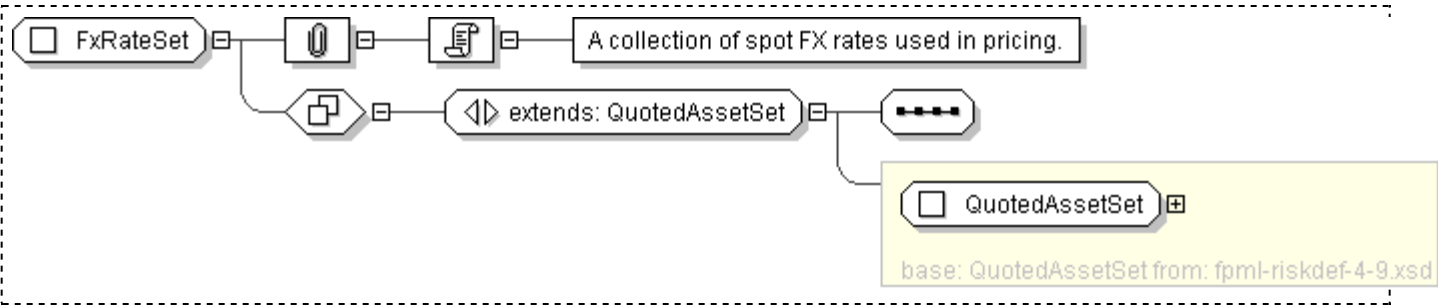 FxRateSet
A collection of spot FX rates used in pricing.
extends: QuotedAssetSet
QuotedAssetSet
base: QuotedAssetSet from: fpml-riskdef-4-9.xsd